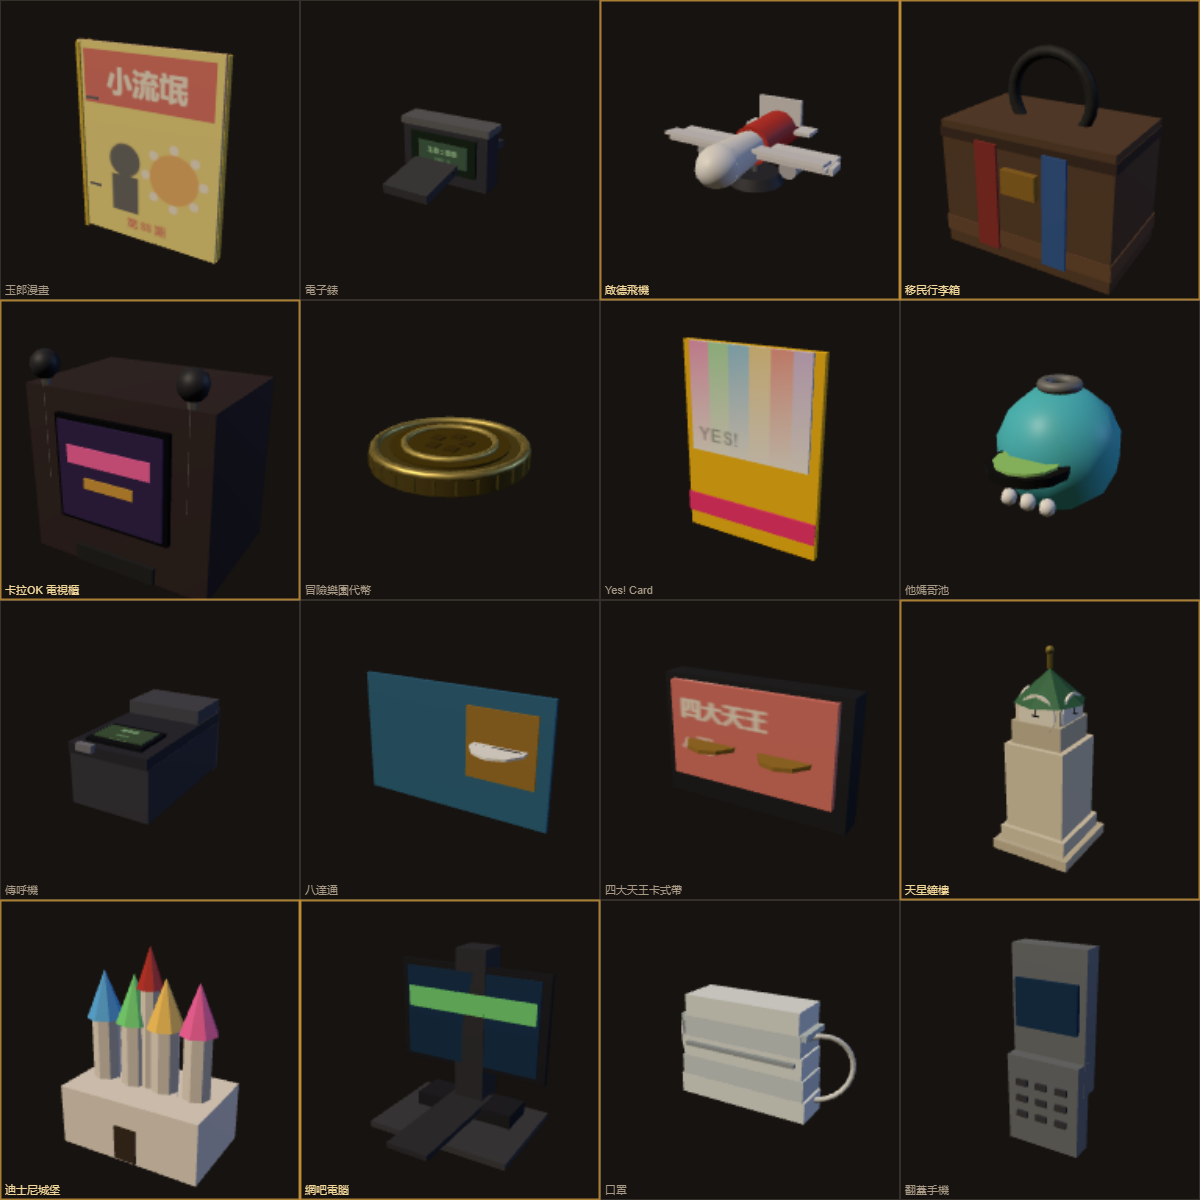 小流氓
玉郎漫畫
電子錶
啟德飛機
移民行李箱
卡拉OK 電視櫃
冒險樂園代幣
YES!
Yes! Card
他媽哥池
傳呼機
八達通
四大天王
四大天王卡式帶
天星鐘樓
迪士尼城堡
網吧電腦
口罩
翻蓋手機